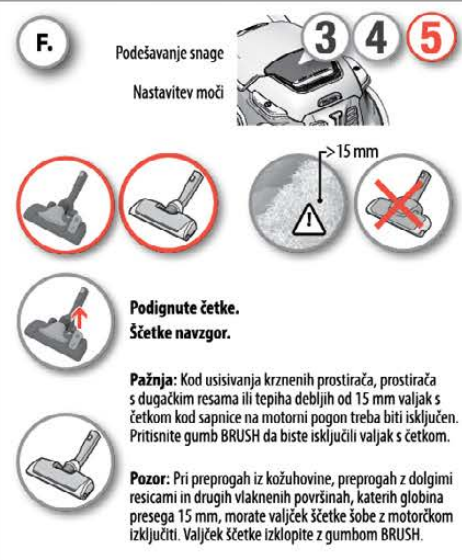 F.
Podešavanje snage
Nastavitev moči
3 4 5
>15 mm
Podignute četke.
Ščetke navzgor.
Pažnja: Kod usisivanja krznenih prostirača, prostirača
s dugačkim resama ili tepiha debljih od 15 mm valjak s
četkom kod sapnice na motorni pogon treba biti isključen.
Pritisnite gumb BRUSH da biste isključili valjak s četkom.
Pozor: Pri preprogah iz kožuhovine, preprogah z dolgimi
resicami in drugih vlaknenih površinah, katerih globina
presega 15 mm, morate valjček ščetke šobe z motorčkom
izključiti. Valjček ščetke izklopite z gumbom BRUSH.